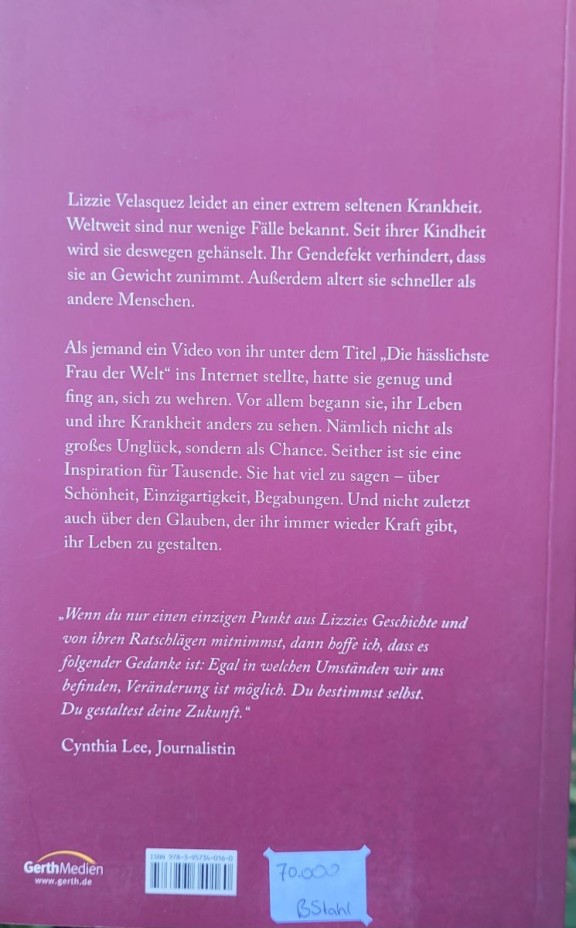 Lizzie Velasquez leidet an einer extrem seltenen Krankheit.
Weltweit sind nur wenige Fälle bekannt. Seit ihrer Kindheit
wird sie deswegen gehänselt. Ihr Gendefekt verhindert, dass
sie an Gewicht zunimmt. Außerdem altert sie schneller als
andere Menschen.
Als jemand ein Video von ihr unter dem Titel „Die hässlichste
Frau der Welt“ ins Internet stellte, hatte sie genug und
fing an, sich zu wehren. Vor allem begann sie, ihr Leben
und ihre Krankheit anders zu sehen. Nämlich nicht als
großes Unglück, sondern als Chance. Seither ist sie eine
Inspiration für Tausende. Sie hat viel zu sagen – über
Schönheit, Einzigartigkeit, Begabungen. Und nicht zuletzt
auch über den Glauben, der ihr immer wieder Kraft gibt,
ihr Leben zu gestalten.
„Wenn du nur einen einzigen Punkt aus Lizzies Geschichte und
von ihren Ratschlägen mitnimmst, dann hoffe ich, dass es
folgender Gedanke ist: Egal in welchen Umständen wir uns
befinden, Veränderung ist möglich. Du bestimmst selbst.
Du gestaltest deine Zukunft.“
Cynthia Lee, Journalistin
GerthMedien
www.gerth.de
ISBN 978-3-95734-016-0
70.000
BStahl